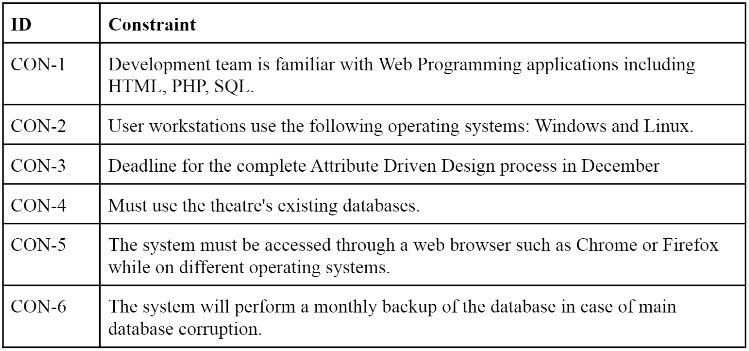 ID Constraint
CON-1 Development team is familiar with Web Programming applications including
HTML, PHP, SQL.
CON-2 User workstations use the following operating systems: Windows and Linux.
CON-3 Deadline for the complete Attribute Driven Design process in December
CON-4 Must use the theatre's existing databases.
CON-5 The system must be accessed through a web browser such as Chrome or Firefox
while on different operating systems.
CON-6 The system will perform a monthly backup of the database in case of main
database corruption.